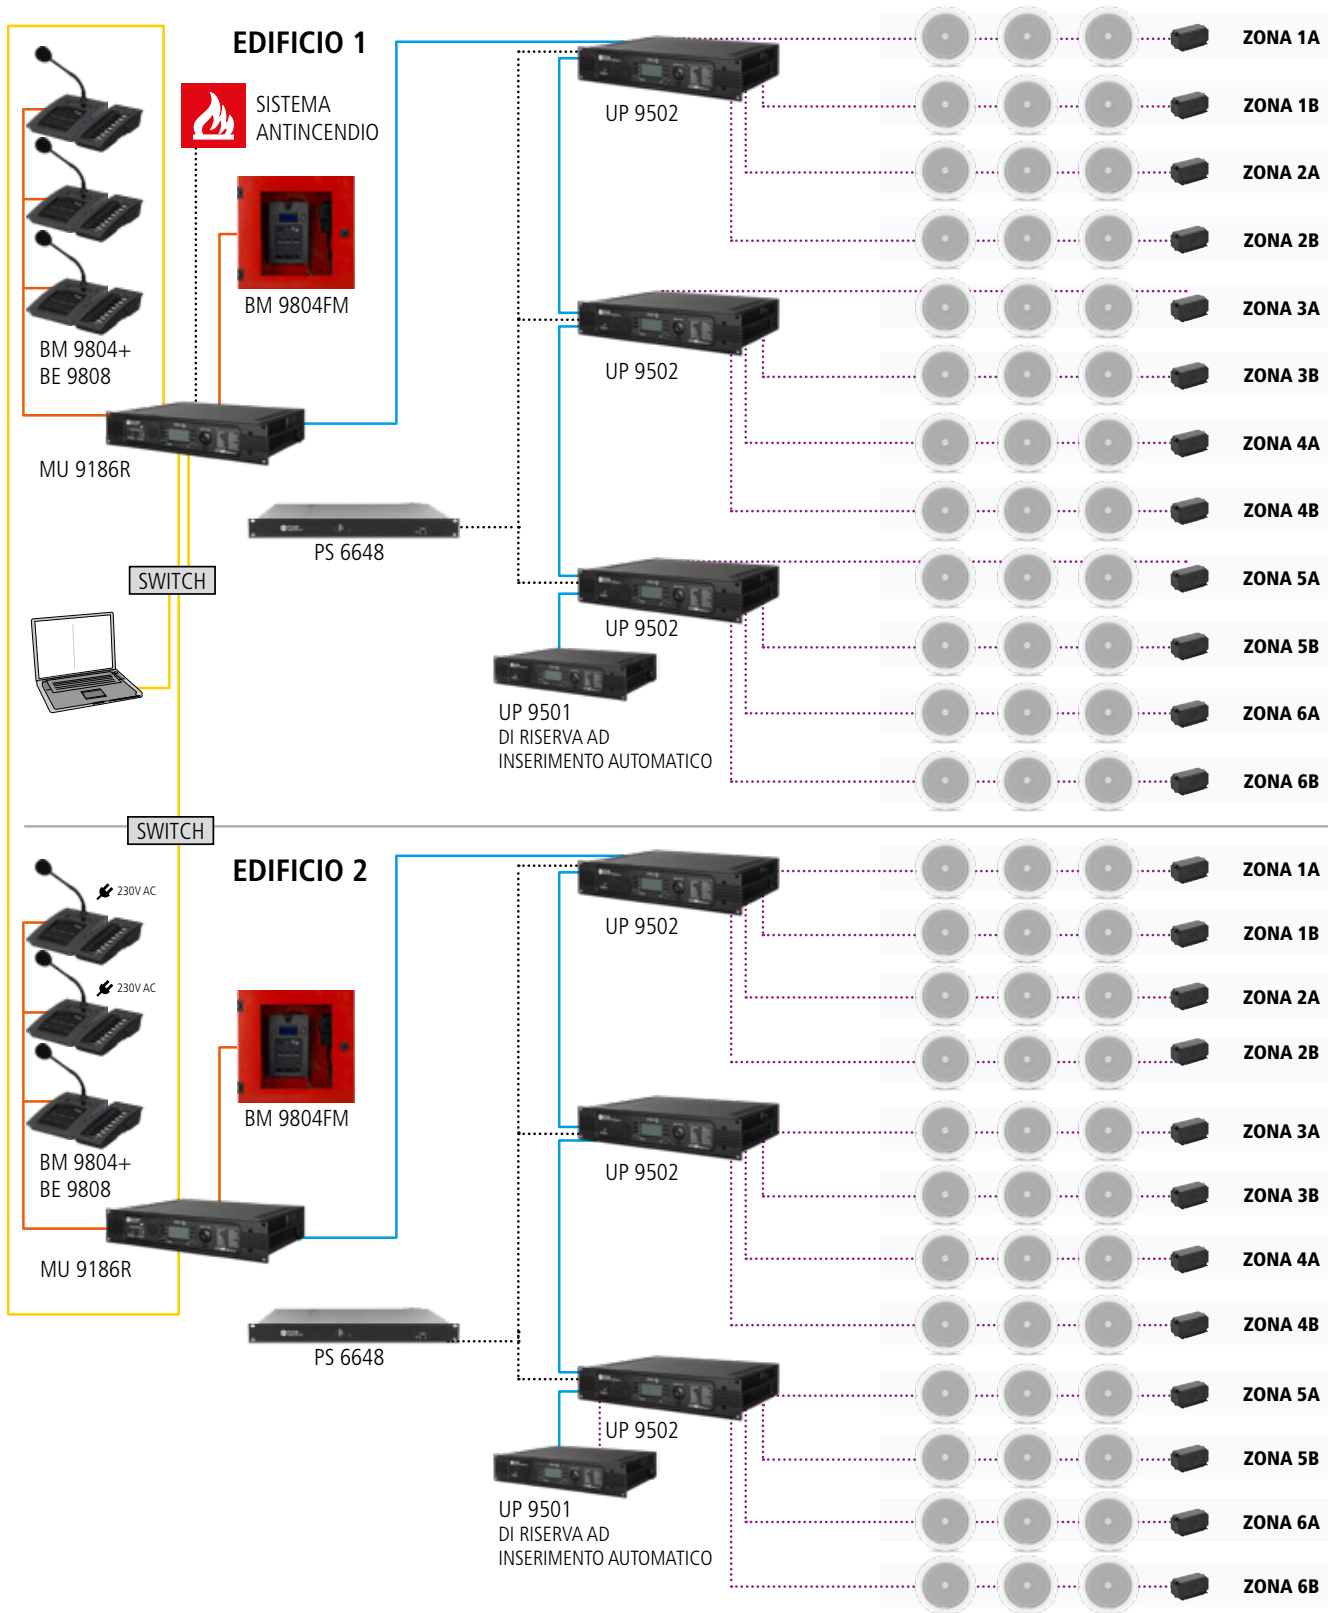 EDIFICIO 1
SISTEMA
ANTINCENDIO
BM 9804FM
BM 9804+
BE 9808
MU 9186R
PS 6648
SWITCH
UP 9502
UP 9502
UP 9502
UP 9501
DI RISERVA AD
INSERIMENTO AUTOMATICO
ZONA 1A
ZONA 1B
ZONA 2A
ZONA 2B
ZONA 3A
ZONA 3B
ZONA 4A
ZONA 4B
ZONA 5A
ZONA 5B
ZONA 6A
ZONA 6B
SWITCH
EDIFICIO 2
230V AC
230V AC
BM 9804FM
BM 9804+
BE 9808
MU 9186R
PS 6648
UP 9502
UP 9502
UP 9502
UP 9501
DI RISERVA AD
INSERIMENTO AUTOMATICO
ZONA 1A
ZONA 1B
ZONA 2A
ZONA 2B
ZONA 3A
ZONA 3B
ZONA 4A
ZONA 4B
ZONA 5A
ZONA 5B
ZONA 6A
ZONA 6B